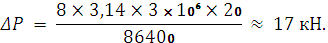 ΔP = (8 × 3,14 × 3 × 10⁶ × 20) / 86400 ≈ 17 кН.